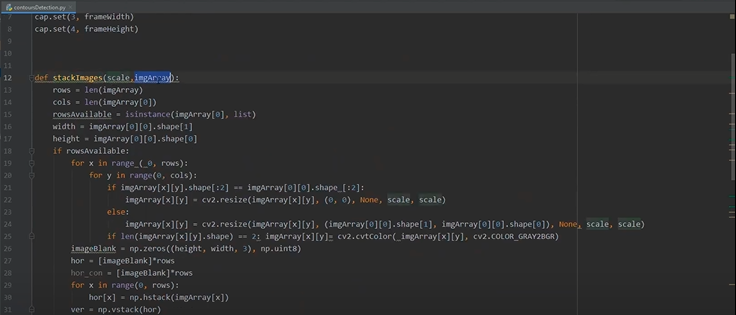 contoursDetection.py
7 cap.set(3, frameWidth)
8 cap.set(4, frameHeight)
9
10
11
12 def stackImages(scale,imgArray):
13 rows = len(imgArray)
14 cols = len(imgArray[0])
15 rowsAvailable = isinstance(imgArray[0], list)
16 width = imgArray[0][0].shape[1]
17 height = imgArray[0][0].shape[0]
18 if rowsAvailable:
19 for x in range ( 0, rows):
20 for y in range(0, cols):
21 if imgArray[x][y].shape[:2] == imgArray[0][0].shape [:2]:
22 imgArray[x][y] = cv2.resize(imgArray[x][y], (0, 0), None, scale, scale)
23 else:
24 imgArray[x][y] = cv2.resize(imgArray[x][y], (imgArray[0][0].shape[1], imgArray[0][0].shape[0]), None, scale, scale)
25 if len(imgArray[x][y].shape) == 2: imgArray[x][y]= cv2.cvtColor( imgArray[x][y], cv2.COLOR_GRAY2BGR)
26 imageBlank = np.zeros((height, width, 3), np.uint8)
27 hor = [imageBlank]*rows
28 hor_con = [imageBlank]*rows
29 for x in range(0, rows):
30 hor[x] = np.hstack(imgArray[x])
31 ver = np.vstack(hor)